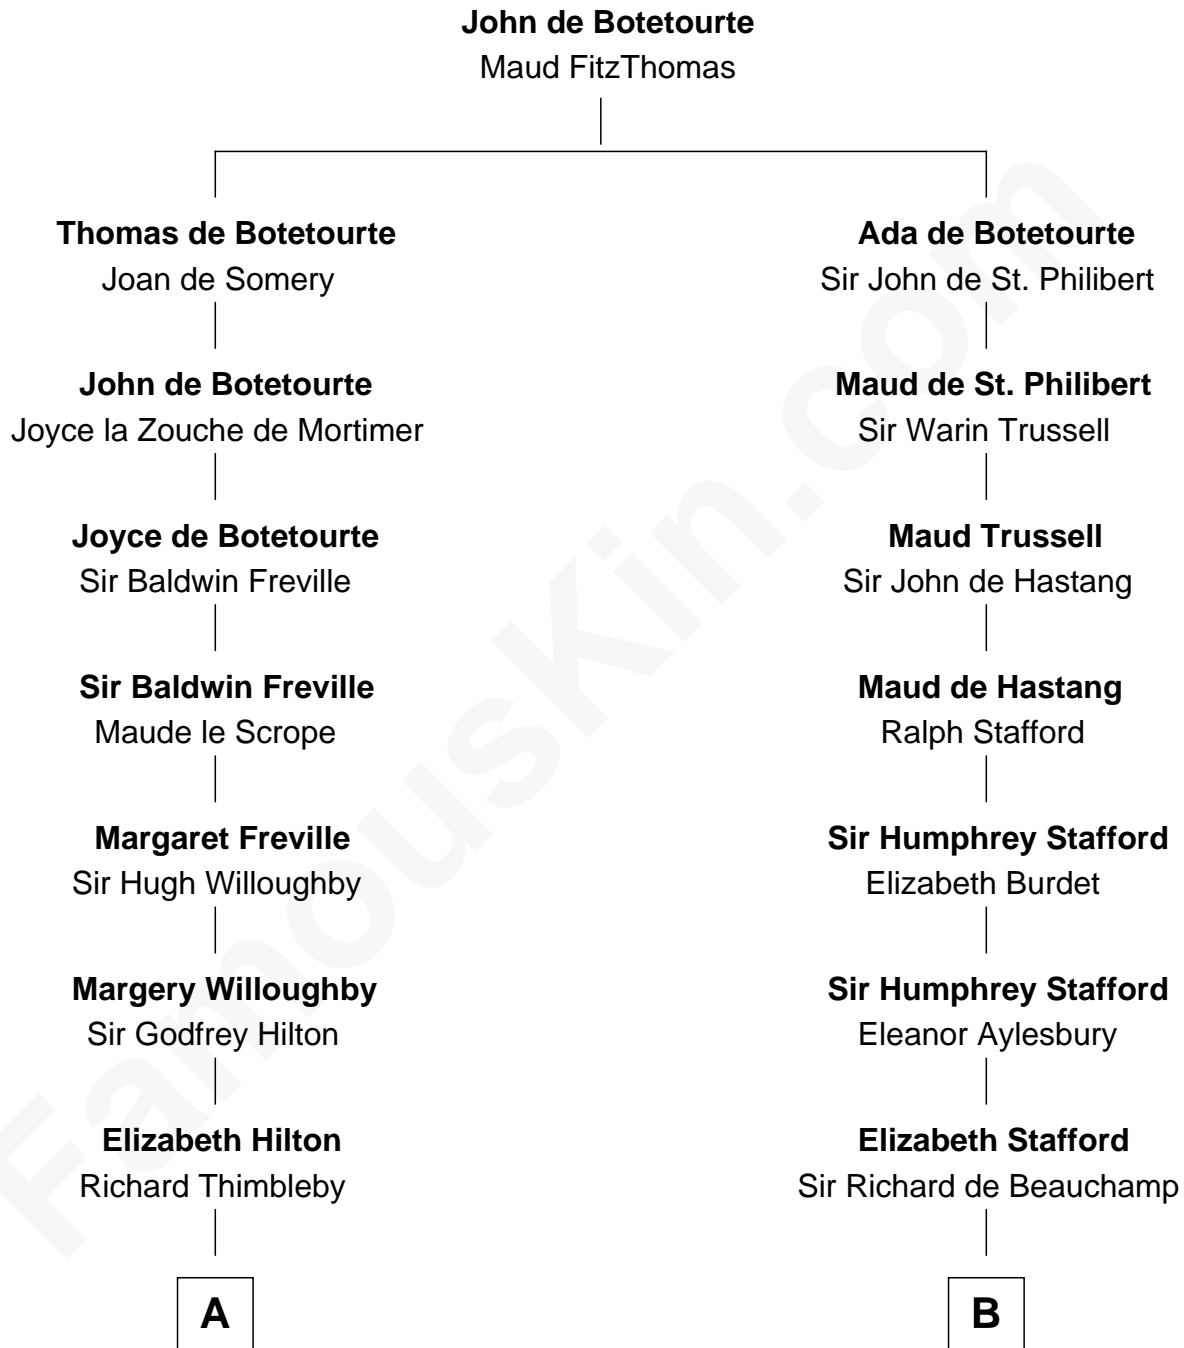 John de Botetourte
Maud FitzThomas
Thomas de Botetourte
Joan de Somery
Ada de Botetourte
Sir John de St. Philibert
John de Botetourte
Joyce la Zouche de Mortimer
Maud de St. Philibert
Sir Warin Trussell
Joyce de Botetourte
Sir Baldwin Freville
Maud Trussell
Sir John de Hastang
Sir Baldwin Freville
Maude le Scrope
Maud de Hastang
Ralph Stafford
Margaret Freville
Sir Hugh Willoughby
Sir Humphrey Stafford
Elizabeth Burdet
Margery Willoughby
Sir Godfrey Hilton
Sir Humphrey Stafford
Eleanor Aylesbury
Elizabeth Hilton
Richard Thimbleby
Elizabeth Stafford
Sir Richard de Beauchamp
A
B
FamousKin.com